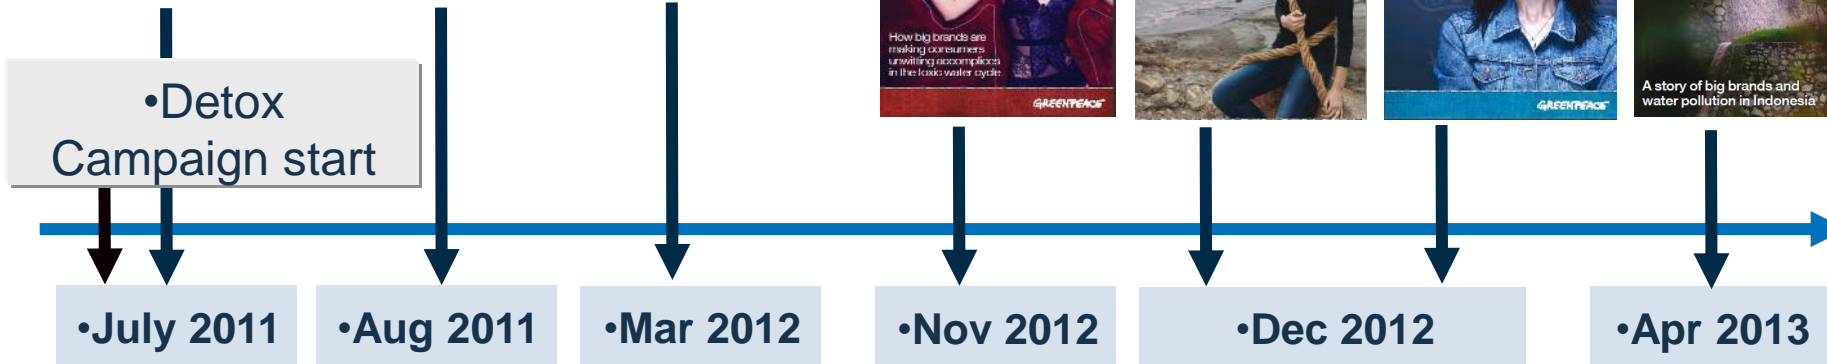 How big brands are
making consumers
unwitting accomplices
in the toxic water cycle
GREENPEACE
GREENPEACE
A story of big brands and
water pollution in Indonesia
•Detox
Campaign start
•July 2011
•Aug 2011
•Mar 2012
•Nov 2012
•Dec 2012
•Apr 2013